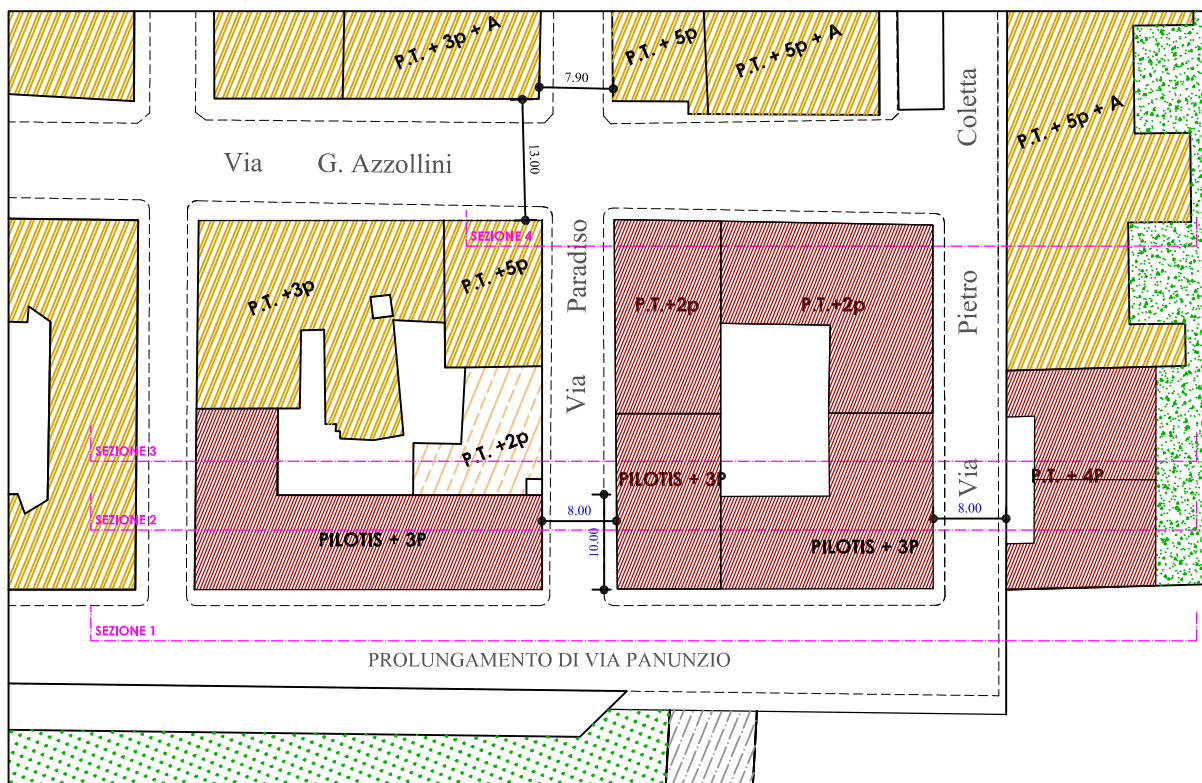 P.T. + 3p + A
P.T. + 5p
P.T. + 5p + A
7.90
Coletta
P.T. + 5p + A
13.00
Via G. Azzollini
SEZIONE 4
Paradiso
P.T. +5p
P.T. +3p
P.T.+2p
P.T.+2p
Pietro
Via
P.T. +2p
SEZIONE 3
PILOTIS + 3P
Via
P.T. + 4P
SEZIONE 2
8.00
8.00
10.00
PILOTIS + 3P
PILOTIS + 3P
SEZIONE 1
PROLUNGAMENTO DI VIA PANUNZIO